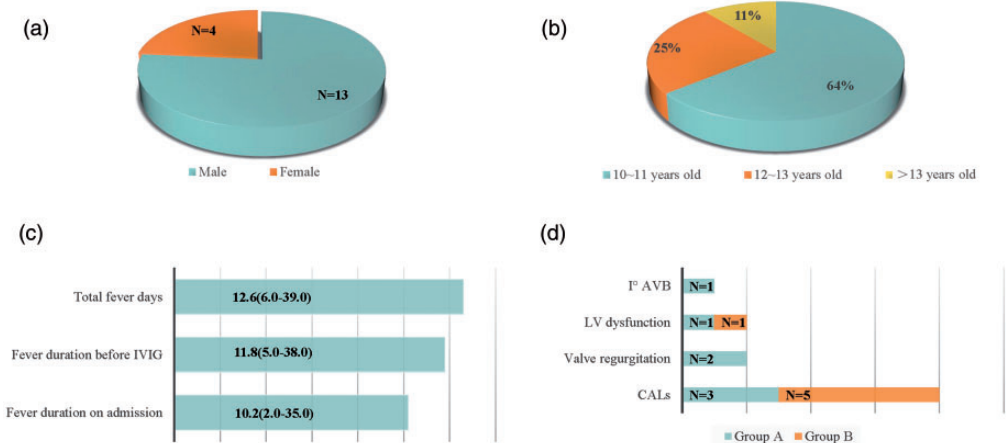 (a)
N=4
N=13
Male Female
(b)
11%
25%
64%
10~11 years old 12~13 years old >13 years old
(c)
Total fever days 12.6(6.0-39.0)
Fever duration before IVIG 11.8(5.0-38.0)
Fever duration on admission 10.2(2.0-35.0)
(d)
I° AVB N=1
LV dysfunction N=1 N=1
Valve regurgitation N=2
CALs N=3 N=5
Group A Group B